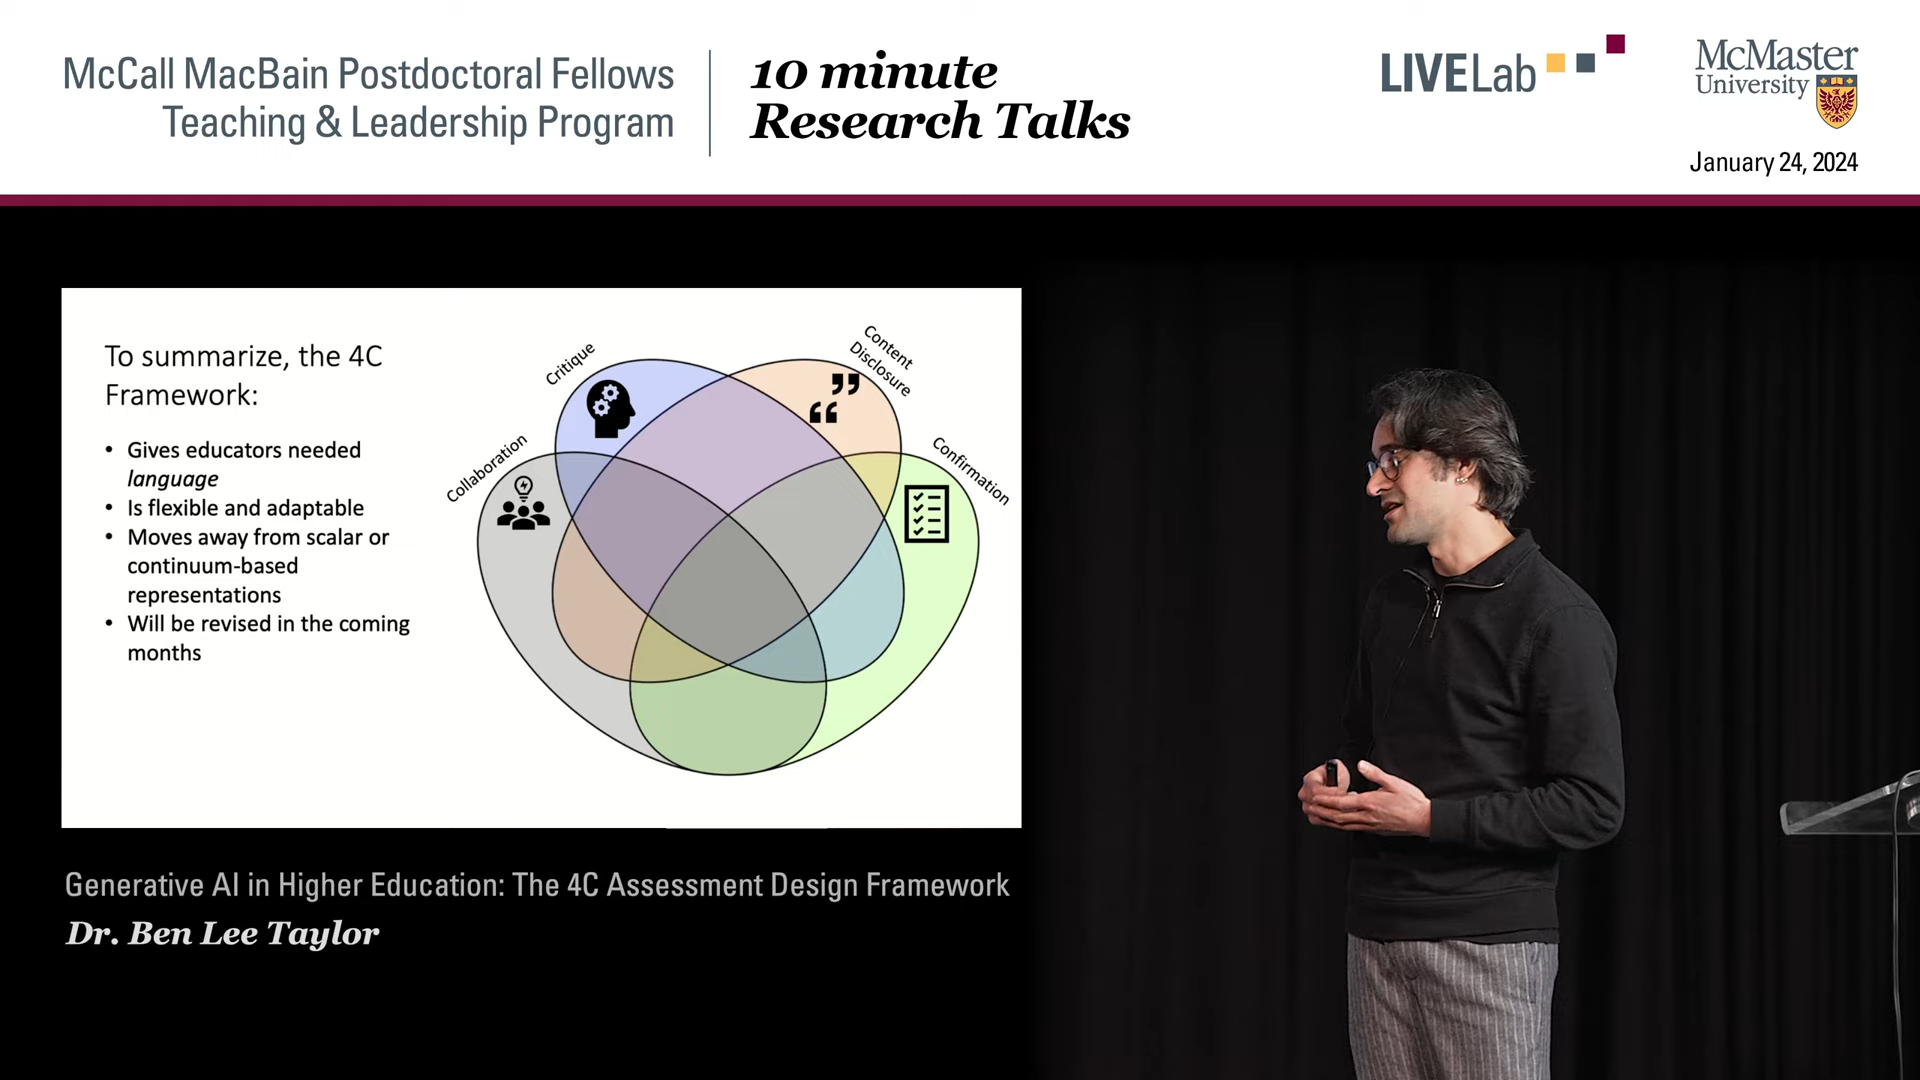 McCall MacBain Postdoctoral Fellows
Teaching & Leadership Program
10 minute
Research Talks
LIVELab
McMaster
University
January 24, 2024
To summarize, the 4C
Framework:
• Gives educators needed
language
• Is flexible and adaptable
• Moves away from scalar or
continuum-based
representations
• Will be revised in the coming
months
Collaboration
Critique
Content
Disclosure
Confirmation
Generative AI in Higher Education: The 4C Assessment Design Framework
Dr. Ben Lee Taylor